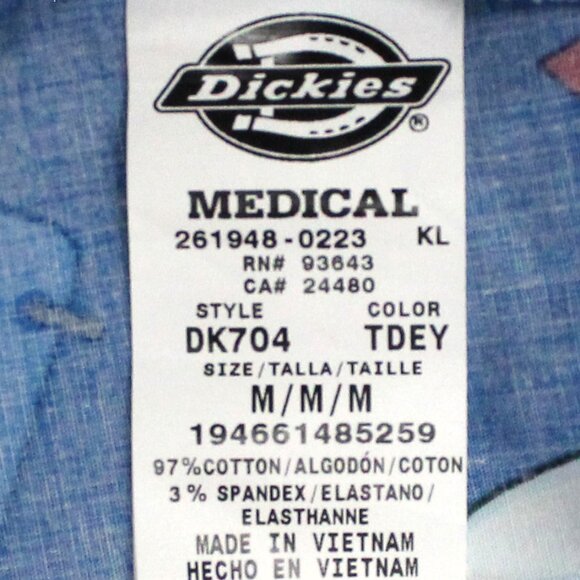 Dickies ®
MEDICAL
261948-0223 KL
RN# 93643
CA# 24480
STYLE COLOR
DK704 TDEY
SIZE/TALLA/TAILLE
M/M/M
194661485259
97%COTTON/ALGODÓN/COTON
3% SPANDEX/ELASTANO/
ELASTHANNE
MADE IN VIETNAM
HECHO EN VIETNAM